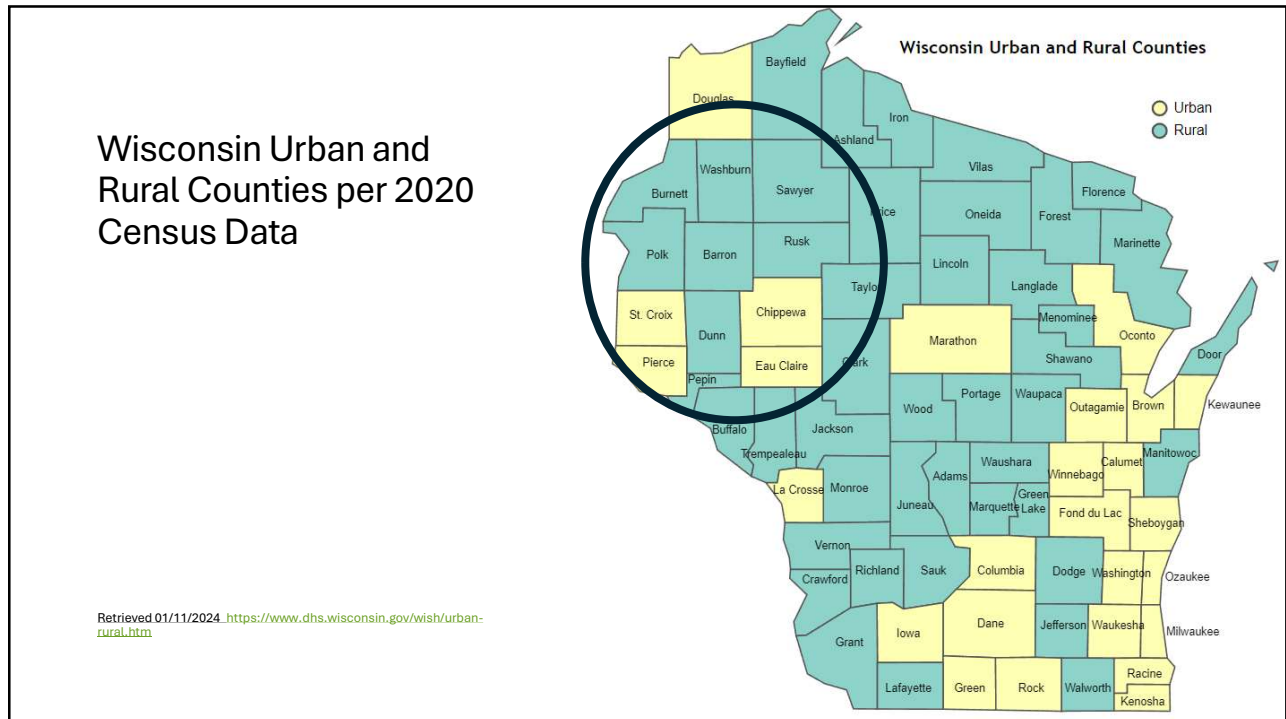 Wisconsin Urban and
Rural Counties per 2020
Census Data
Retrieved 01/11/2024 https://www.dhs.wisconsin.gov/wish/urban-
rural.htm
Wisconsin Urban and Rural Counties
Urban
Rural
Bayfield
Douglas
Iron
Ashland
Vilas
Washburn
Sawyer
Burnett
Florence
Oneida
Forest
Price
Marinette
Rusk
Polk
Barron
Lincoln
Taylor
Langlade
St. Croix
Chippewa
Menominee
Dunn
Oconto
Marathon
Door
Pierce
Eau Claire
Clark
Shawano
Pepin
Portage
Waupaca
Wood
Outagamie
Brown
Kewaunee
Buffalo
Jackson
Trempealeau
Manitowoc
Waushara
Calumet
Adams
Winnebago
La Crosse
Monroe
Green
Lake
Juneau
Marquette
Fond du Lac
Sheboygan
Vernon
Columbia
Richland
Sauk
Dodge
Washington
Ozaukee
Crawford
Dane
Jefferson
Waukesha
Milwaukee
Iowa
Grant
Racine
Lafayette
Green
Rock
Walworth
Kenosha